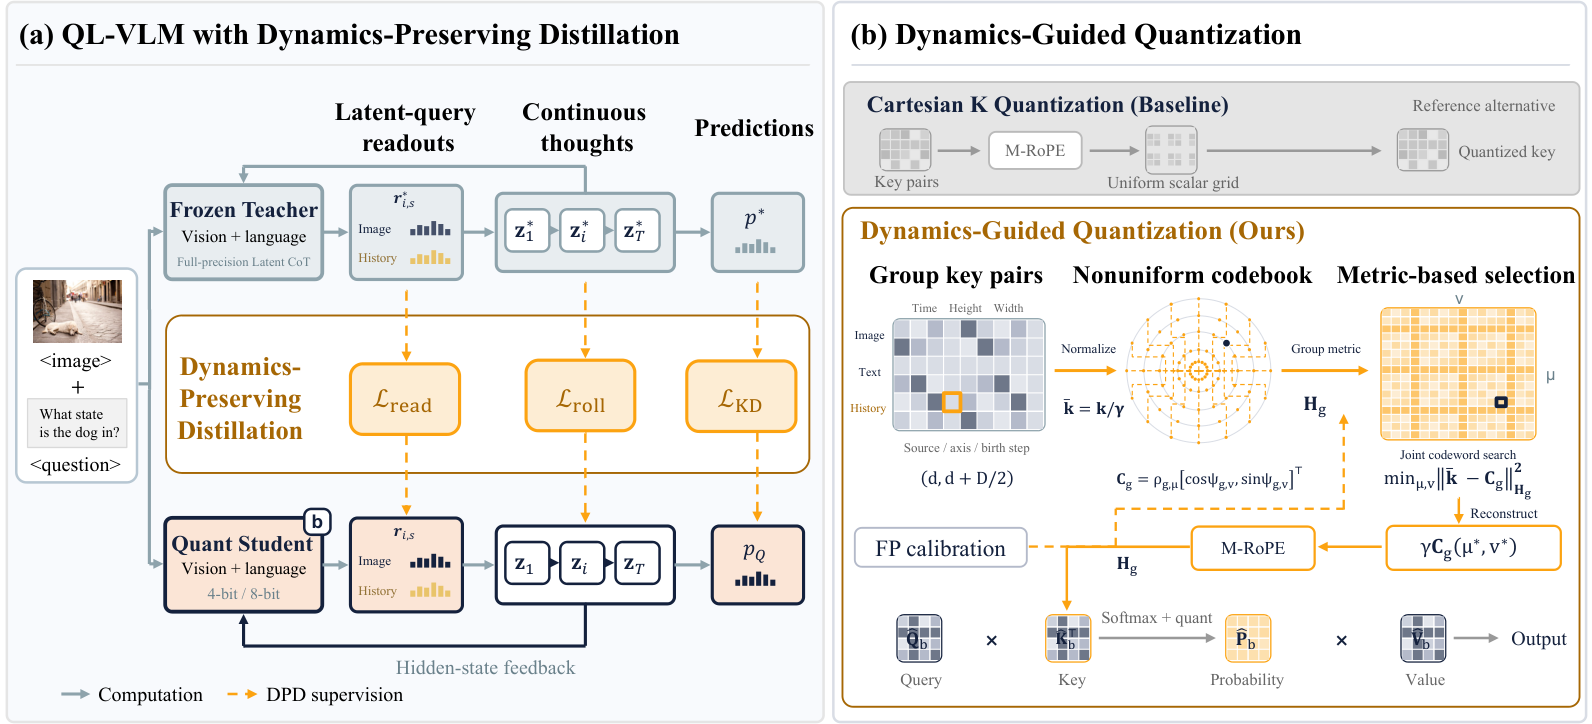 (a) QL-VLM with Dynamics-Preserving Distillation
Latent-query
readouts
Continuous
thoughts
Predictions
Frozen Teacher
Vision + language
Full-precision Latent CoT
r*i,s
Image
History
z*1
z*i
z*T
p*
<image>
+
What state
is the dog in?
<question>
Dynamics-
Preserving
Distillation
ℒread
ℒroll
ℒKD
b
Quant Student
Vision + language
4-bit / 8-bit
ri,s
Image
History
z1
zi
zT
pQ
Hidden-state feedback
Computation
DPD supervision
(b) Dynamics-Guided Quantization
Cartesian K Quantization (Baseline)
Reference alternative
Key pairs
M-RoPE
Uniform scalar grid
Quantized key
Dynamics-Guided Quantization (Ours)
Group key pairs
Nonuniform codebook
Metric-based selection
Time
Height
Width
Image
Text
History
Source / axis / birth step
(d, d + D/2)
Normalize
k̄ = k/γ
Cg = ρg,μ[cosψg,v, sinψg,v]⊤
Group metric
Hg
v
μ
Joint codeword search
minμ,v‖k̄ − Cg‖²Hg
Reconstruct
FP calibration
Hg
M-RoPE
γCg(μ*, v*)
Q̂b
×
K̂b⊤
Softmax + quant
P̂b
×
V̂b
Output
Query
Key
Probability
Value